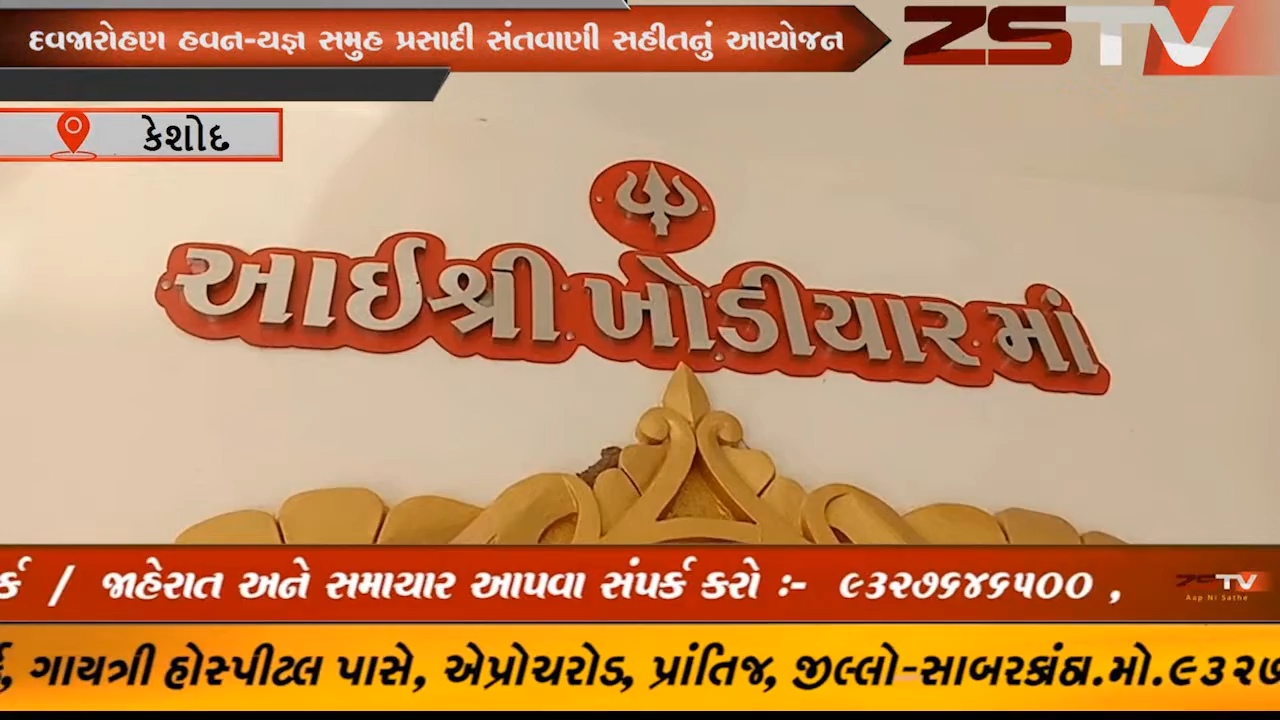 દવજારોહણ હવન-યજ્ઞ સમુહ પ્રસાદી સંતવાણી સહીતનું આયોજન
ZSTV
કેશોદ
આઈશ્રી ખોડીયાર માં
ર્ક / જાહેરાત અને સમાચાર આપવા સંપર્ક કરો :- ૯૩૨૭૬૪૬૫૦૦ ,
ZSTV
Aap Ni Sathe
ગાયત્રી હોસ્પીટલ પાસે, એપ્રોચરોડ, પ્રાંતિજ, જીલ્લો-સાબરકાંઠા.મો.૯૩૨૭